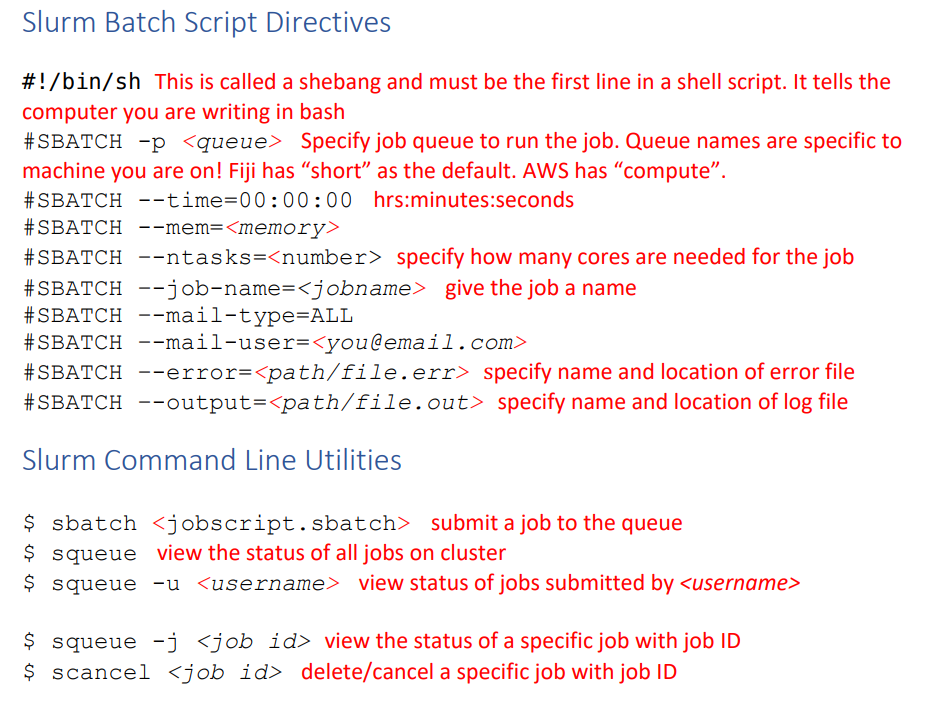 Slurm Batch Script Directives
#!/bin/sh This is called a shebang and must be the first line in a shell script. It tells the
computer you are writing in bash
#SBATCH -p <queue> Specify job queue to run the job. Queue names are specific to
machine you are on! Fiji has “short” as the default. AWS has “compute”.
#SBATCH --time=00:00:00 hrs:minutes:seconds
#SBATCH --mem=<memory>
#SBATCH --ntasks=<number> specify how many cores are needed for the job
#SBATCH --job-name=<jobname> give the job a name
#SBATCH --mail-type=ALL
#SBATCH --mail-user=<you@email.com>
#SBATCH --error=<path/file.err> specify name and location of error file
#SBATCH --output=<path/file.out> specify name and location of log file
Slurm Command Line Utilities
$ sbatch <jobscript.sbatch> submit a job to the queue
$ squeue view the status of all jobs on cluster
$ squeue -u <username> view status of jobs submitted by <username>
$ squeue -j <job id> view the status of a specific job with job ID
$ scancel <job id> delete/cancel a specific job with job ID